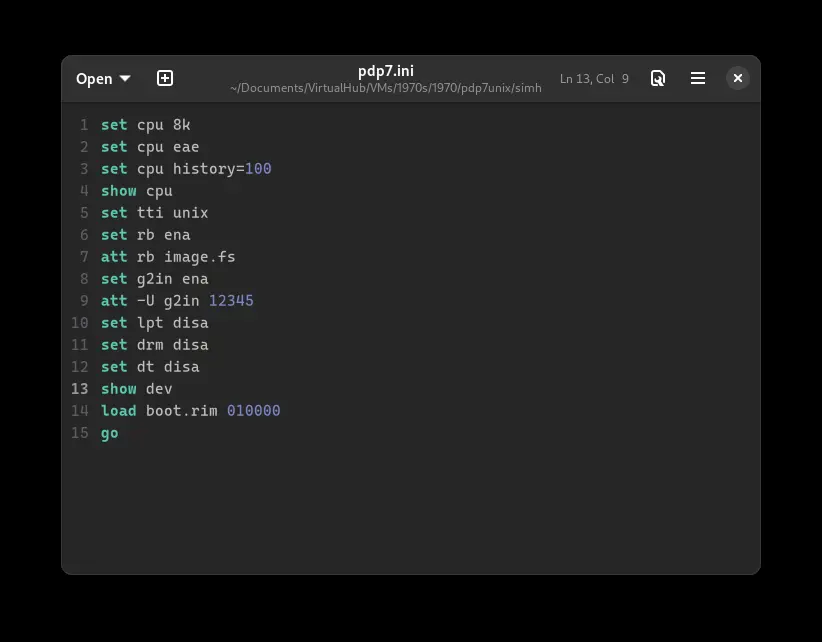 Open
pdp7.ini
~/Documents/VirtualHub/VMs/1970s/1970/pdp7unix/simh
Ln 13, Col 9
1 set cpu 8k
2 set cpu eae
3 set cpu history=100
4 show cpu
5 set tti unix
6 set rb ena
7 att rb image.fs
8 set g2in ena
9 att -U g2in 12345
10 set lpt disa
11 set drm disa
12 set dt disa
13 show dev
14 load boot.rim 010000
15 go